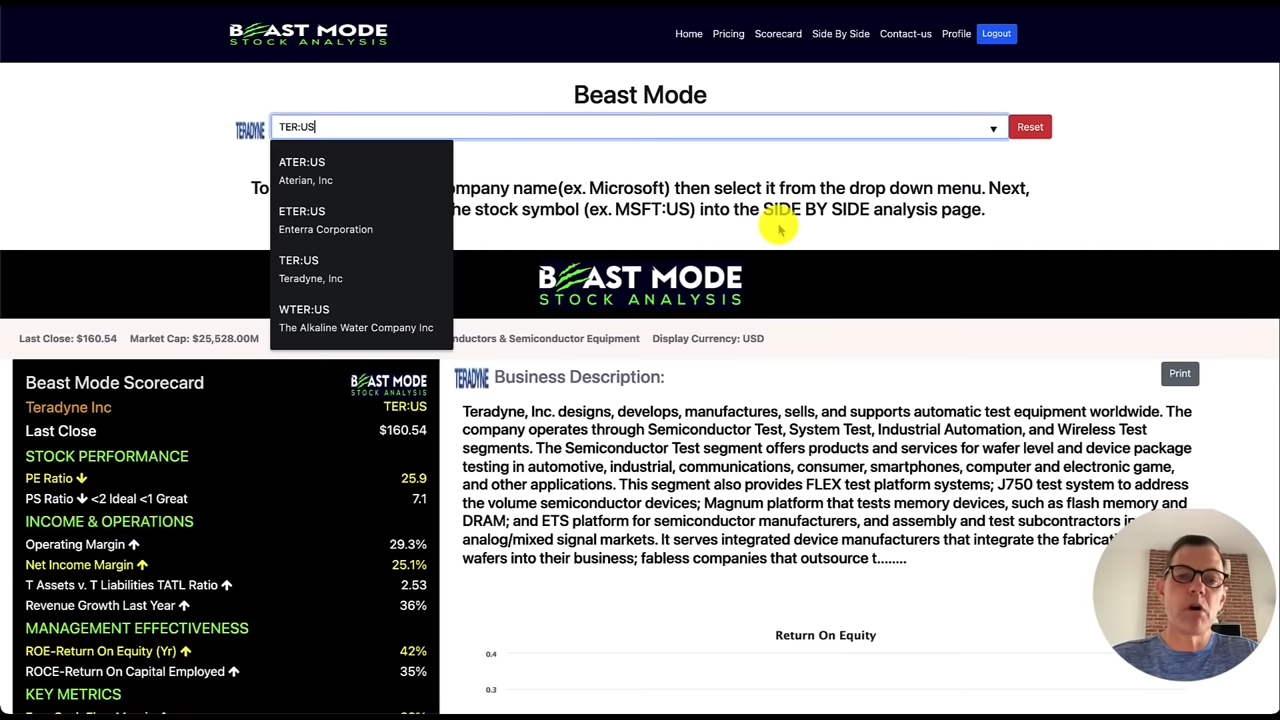 BEAST MODE
STOCK ANALYSIS
Home Pricing Scorecard Side By Side Contact-us Profile Logout
Beast Mode
TERADYNE TER:US ▼ Reset
ATER:US
Aterian, Inc
ETER:US
Enterra Corporation
TER:US
Teradyne, Inc
WTER:US
The Alkaline Water Company Inc
To mpany name(ex. Microsoft) then select it from the drop down menu. Next,
he stock symbol (ex. MSFT:US) into the SIDE BY SIDE analysis page.
BEAST MODE
STOCK ANALYSIS
Last Close: $160.54 Market Cap: $25,528.00M nductors & Semiconductor Equipment Display Currency: USD
Beast Mode Scorecard BEAST MODE
STOCK ANALYSIS
Teradyne Inc TER:US
Last Close $160.54
STOCK PERFORMANCE
PE Ratio ↓ 25.9
PS Ratio ↓ <2 Ideal <1 Great 7.1
INCOME & OPERATIONS
Operating Margin ↑ 29.3%
Net Income Margin ↑ 25.1%
T Assets v. T Liabilities TATL Ratio ↑ 2.53
Revenue Growth Last Year ↑ 36%
MANAGEMENT EFFECTIVENESS
ROE-Return On Equity (Yr) ↑ 42%
ROCE-Return On Capital Employed ↑ 35%
KEY METRICS
TERADYNE Business Description: Print
Teradyne, Inc. designs, develops, manufactures, sells, and supports automatic test equipment worldwide. The
company operates through Semiconductor Test, System Test, Industrial Automation, and Wireless Test
segments. The Semiconductor Test segment offers products and services for wafer level and device package
testing in automotive, industrial, communications, consumer, smartphones, computer and electronic game,
and other applications. This segment also provides FLEX test platform systems; J750 test system to address
the volume semiconductor devices; Magnum platform that tests memory devices, such as flash memory and
DRAM; and ETS platform for semiconductor manufacturers, and assembly and test subcontractors in
analog/mixed signal markets. It serves integrated device manufacturers that integrate the fabricati
wafers into their business; fabless companies that outsource t........
Return On Equity
0.4
0.3